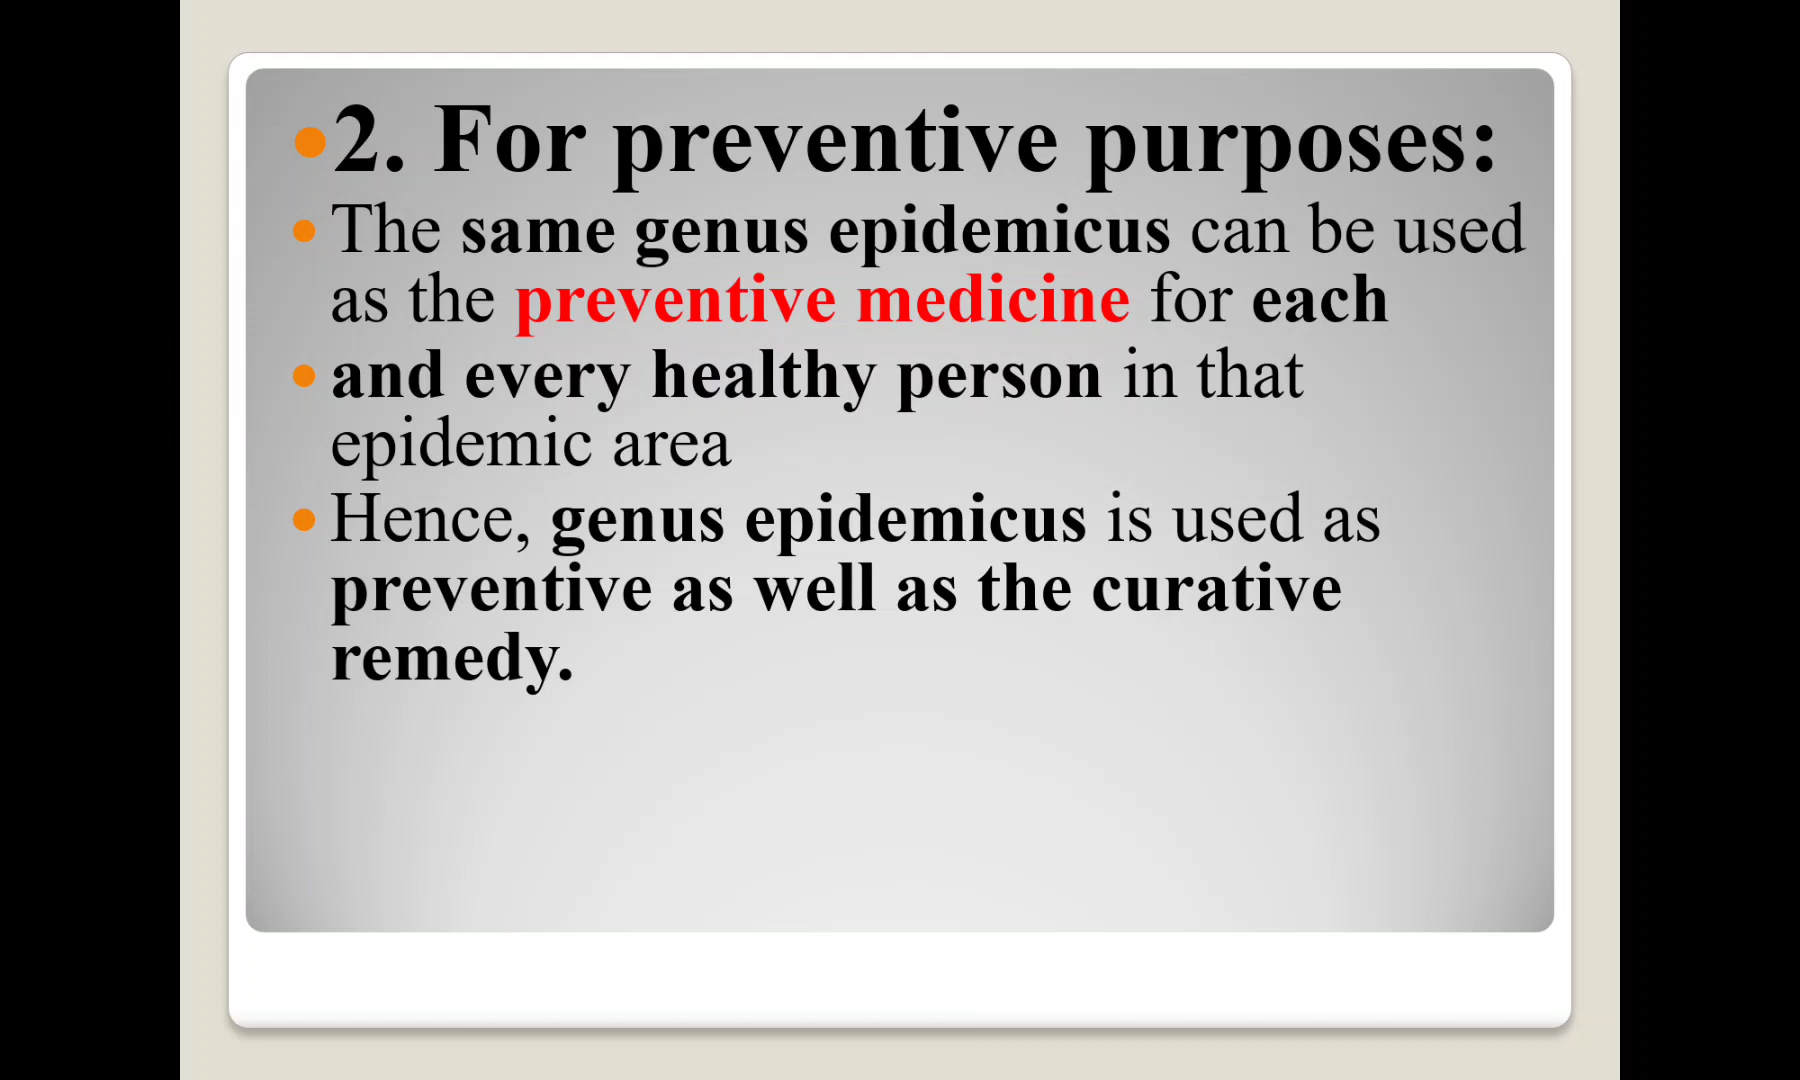 2. For preventive purposes:
The same genus epidemicus can be used
as the preventive medicine for each
and every healthy person in that
epidemic area
Hence, genus epidemicus is used as
preventive as well as the curative
remedy.